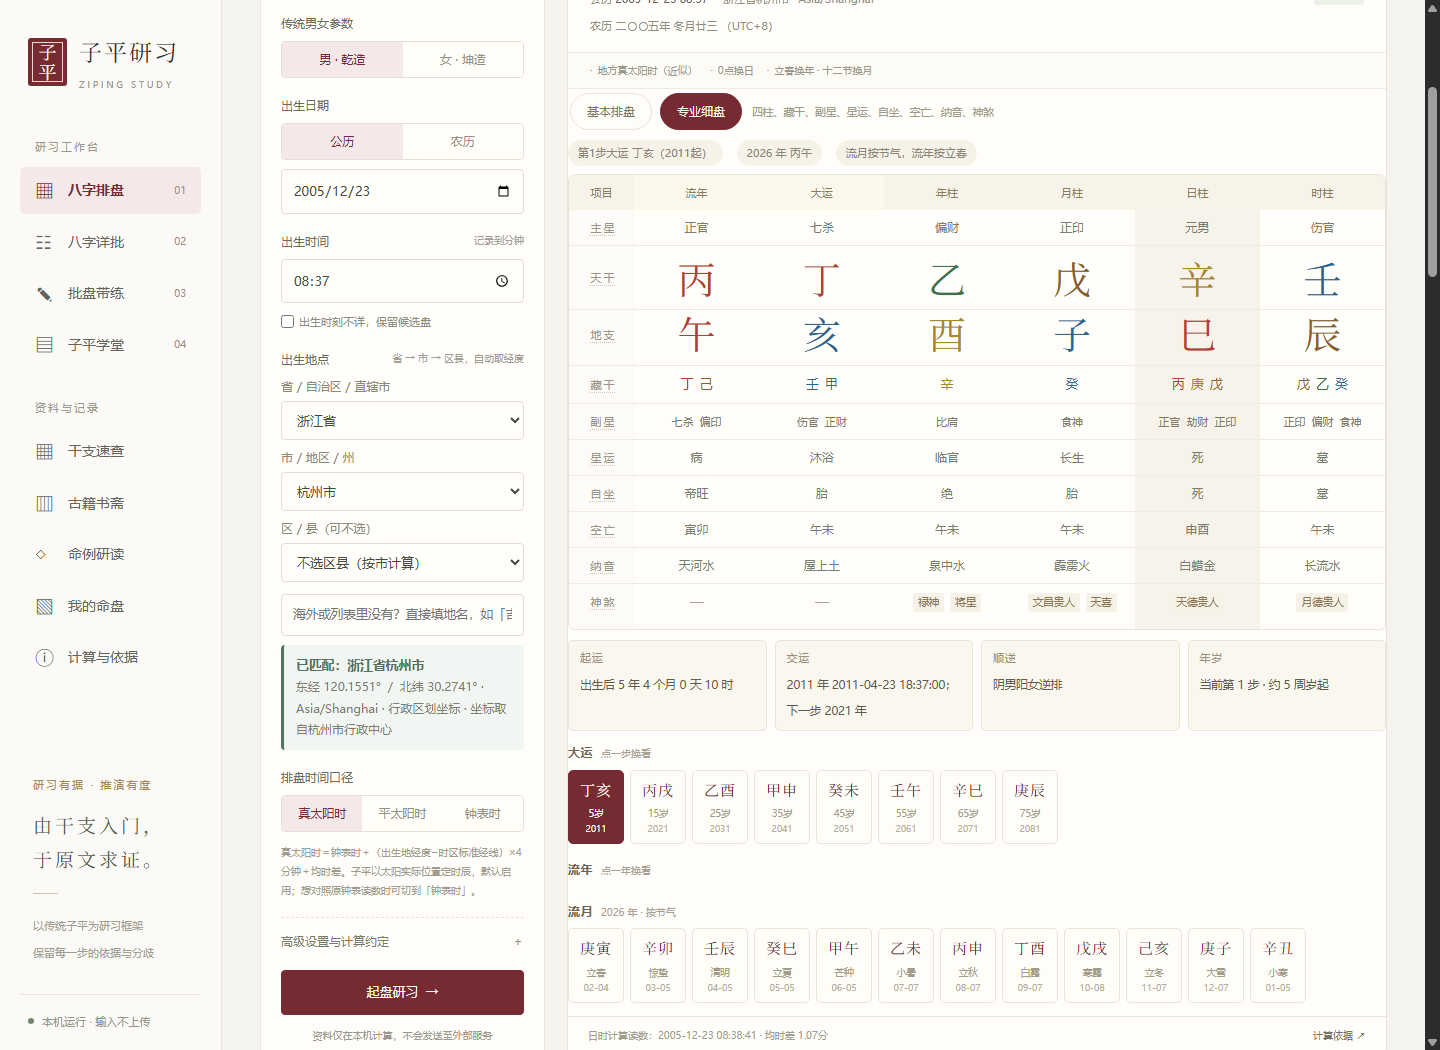 子平
子平研习
ZIPING STUDY
研习工作台
八字排盘 01
八字详批 02
批盘带练 03
子平学堂 04
资料与记录
干支速查
古籍书斋
命例研读
我的命盘
计算与依据
研习有据 · 推演有度
由干支入门，
于原文求证。
以传统子平为研习框架
保留每一步的依据与分歧
本机运行 · 输入不上传
传统男女参数
男 · 乾造 女 · 坤造
出生日期
公历 农历
2005/12/23
出生时间 记录到分钟
08:37
出生时刻不详，保留候选盘
出生地点 省 → 市 → 区县，自动取经度
省 / 自治区 / 直辖市
浙江省
市 / 地区 / 州
杭州市
区 / 县（可不选）
不选区县（按市计算）
海外或列表里没有？直接填地名，如「吉
已匹配：浙江省杭州市
东经 120.1551° / 北纬 30.2741° ·
Asia/Shanghai · 行政区划坐标 · 坐标取
自杭州市行政中心
排盘时间口径
真太阳时 平太阳时 钟表时
真太阳时＝钟表时＋（出生地经度−时区标准经线）×4
分钟＋均时差。子平以太阳实际位置定时辰，默认启
用；想对照原钟表读数时可切到「钟表时」。
高级设置与计算约定 +
起盘研习 →
资料仅在本机计算，不会发送至外部服务
公历 2005-12-23 08:37 · 浙江省杭州市 · Asia/Shanghai
农历 二〇〇五年 冬月廿三 （UTC+8）
· 地方真太阳时（近似） · 0点换日 · 立春换年 · 十二节换月
基本排盘 专业细盘 四柱、藏干、副星、星运、自坐、空亡、纳音、神煞
第1步大运 丁亥（2011起） 2026 年 丙午 流月按节气，流年按立春
项目 流年 大运 年柱 月柱 日柱 时柱
主星 正官 七杀 偏财 正印 元男 伤官
天干 丙 丁 乙 戊 辛 壬
地支 午 亥 酉 子 巳 辰
藏干 丁 己 壬 甲 辛 癸 丙 庚 戊 戊 乙 癸
副星 七杀 偏印 伤官 正财 比肩 食神 正官 劫财 正印 正印 偏财 食神
星运 病 沐浴 临官 长生 死 墓
自坐 帝旺 胎 绝 胎 死 墓
空亡 寅卯 午未 午未 午未 申酉 午未
纳音 天河水 屋上土 泉中水 霹雳火 白蜡金 长流水
神煞 — — 禄神 将星 文昌贵人 天喜 天德贵人 月德贵人
起运
出生后 5 年 4 个月 0 天 10 时
交运
2011 年 2011-04-23 18:37:00；
下一步 2021 年
顺逆
阴男阳女逆排
年岁
当前第 1 步 · 约 5 周岁起
大运 点一步换看
丁亥 丙戌 乙酉 甲申 癸未 壬午 辛巳 庚辰
5岁 15岁 25岁 35岁 45岁 55岁 65岁 75岁
2011 2021 2031 2041 2051 2061 2071 2081
流年 点一年换看
流月 2026 年 · 按节气
庚寅 辛卯 壬辰 癸巳 甲午 乙未 丙申 丁酉 戊戌 己亥 庚子 辛丑
立春 惊蛰 清明 立夏 芒种 小暑 立秋 白露 寒露 立冬 大雪 小寒
02-04 03-05 04-05 05-05 06-05 07-07 08-07 09-07 10-08 11-07 12-07 01-05
日时计算读数：2005-12-23 08:38:41 · 均时差 1.07分 计算依据 ↗